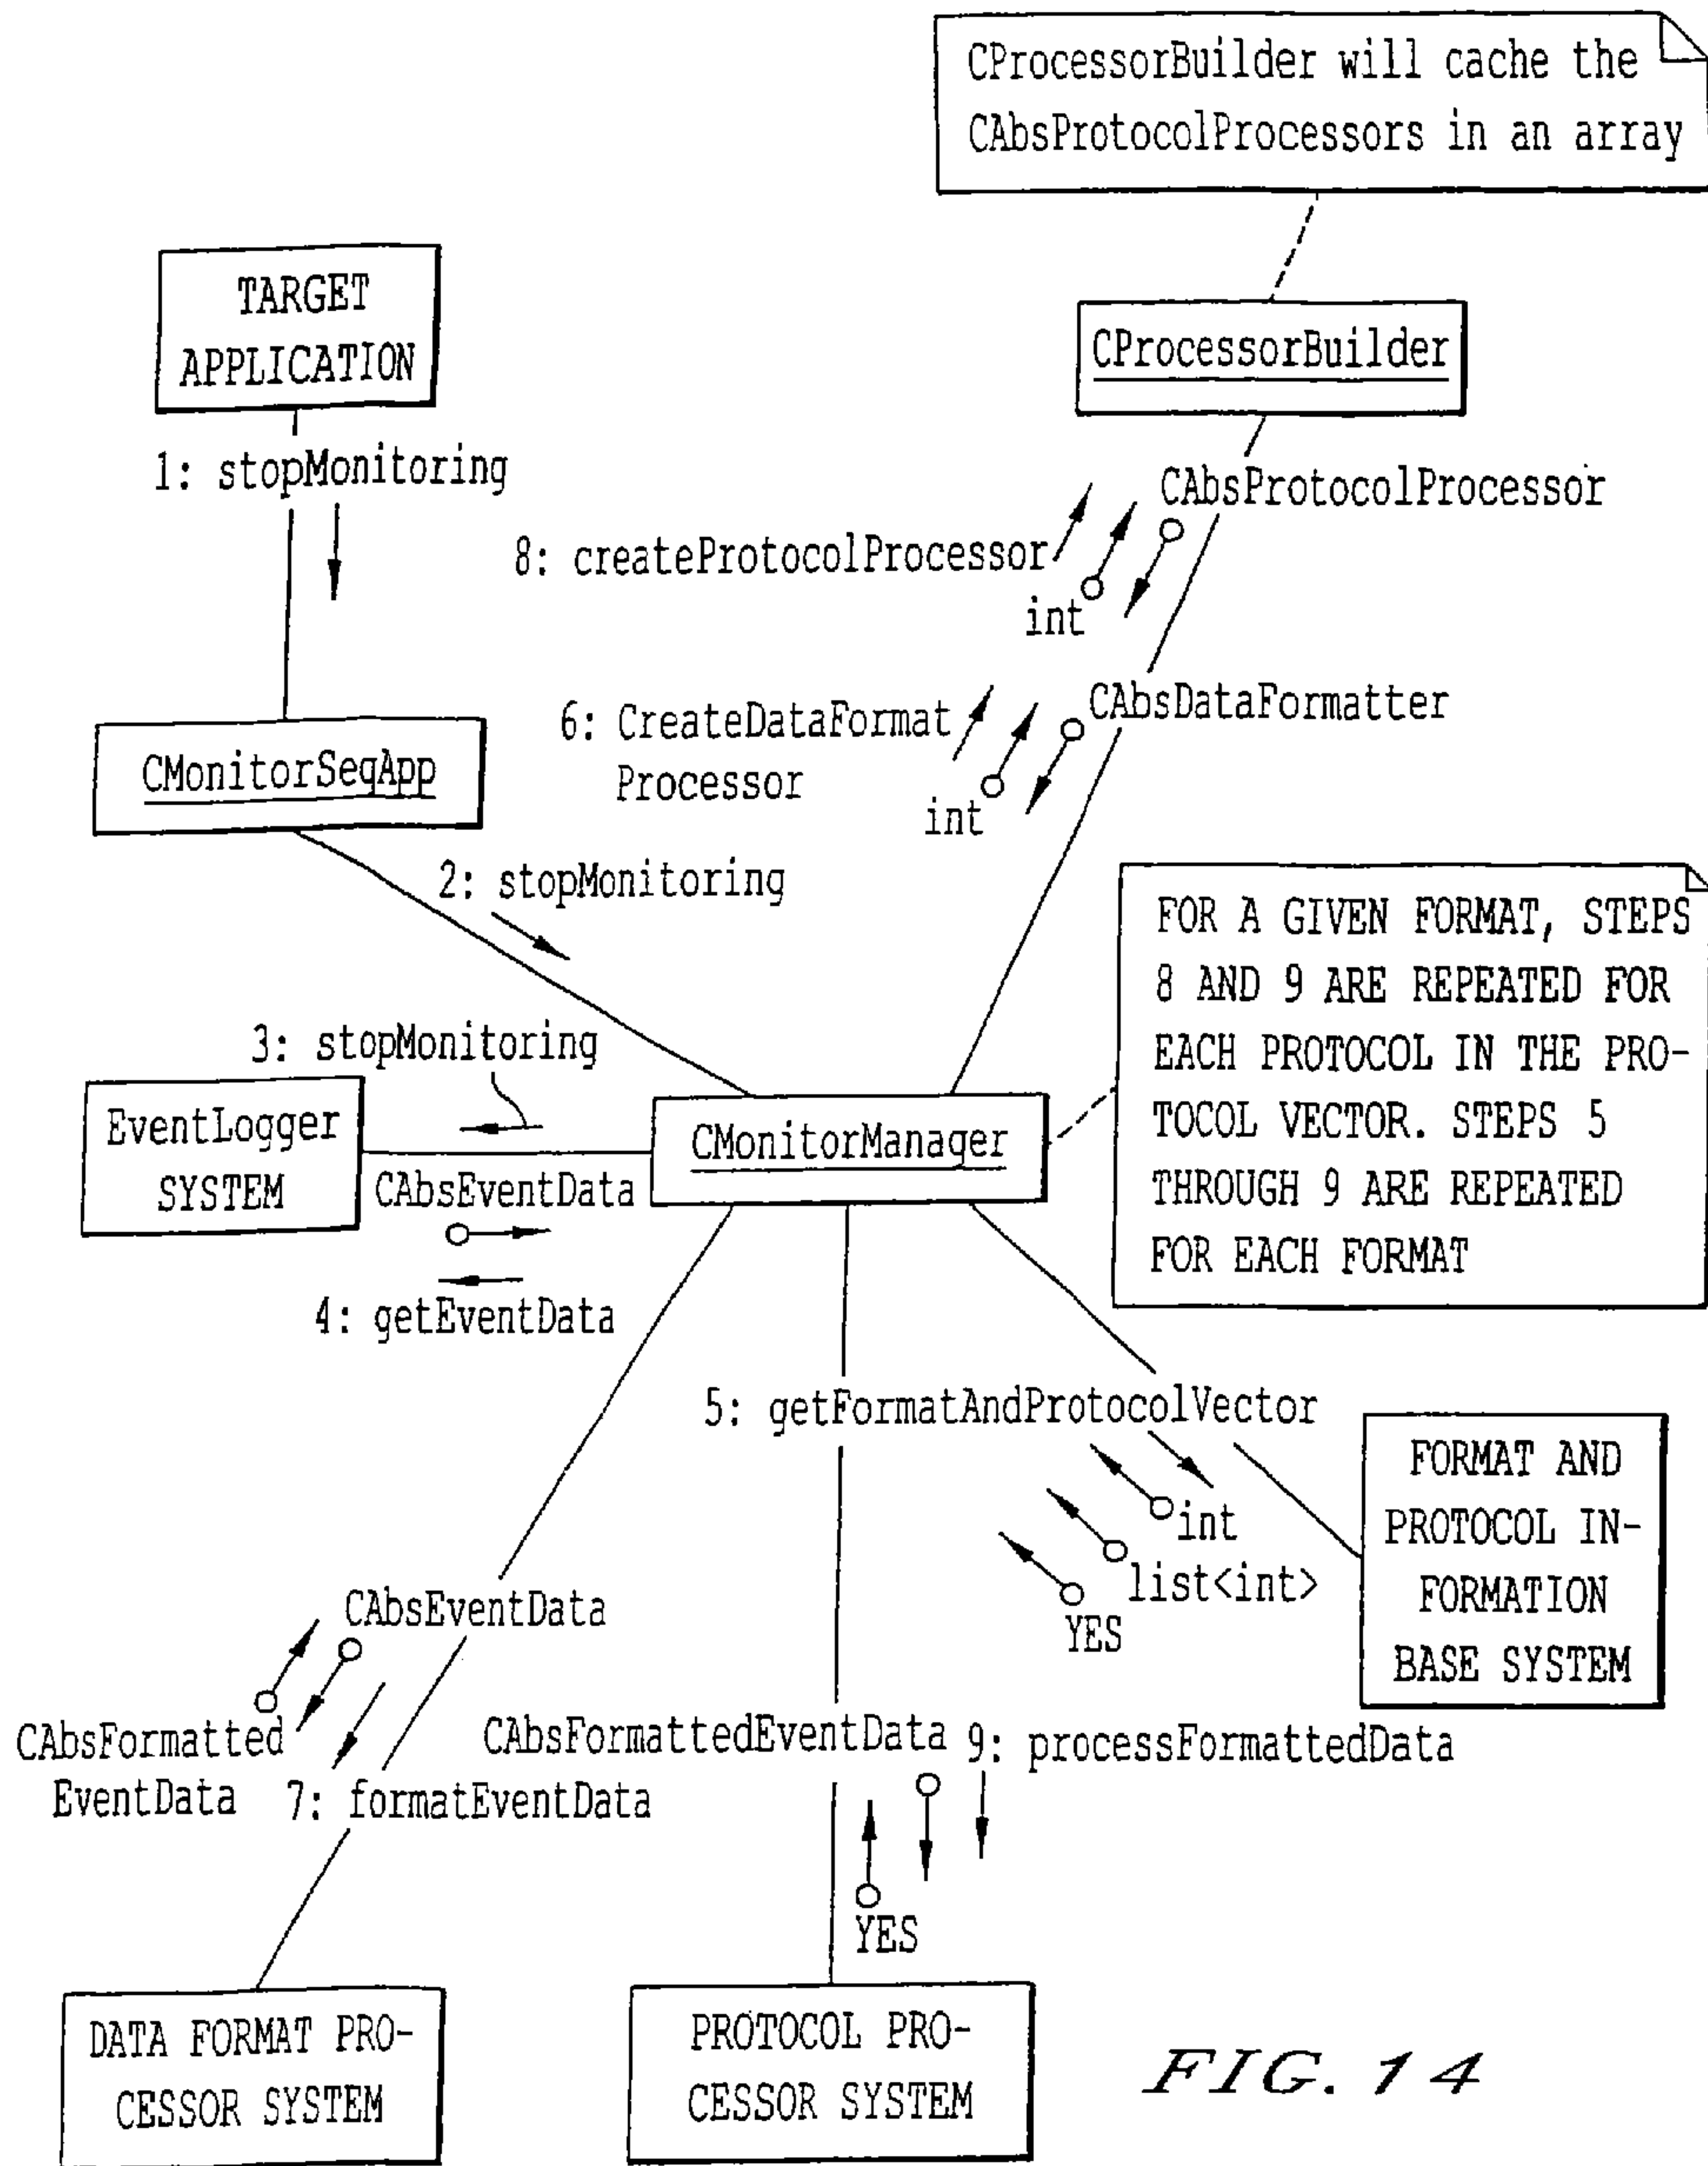 CProcessorBuilder will cache the
CAbsProtocolProcessors in an array
TARGET
APPLICATION
CProcessorBuilder
1: stopMonitoring
CAbsProtocolProcessor
8: createProtocolProcessor
int
CAbsDataFormatter
6: CreateDataFormat
Processor
int
CMonitorSeqApp
2: stopMonitoring
FOR A GIVEN FORMAT, STEPS
8 AND 9 ARE REPEATED FOR
EACH PROTOCOL IN THE PRO-
TOCOL VECTOR. STEPS 5
THROUGH 9 ARE REPEATED
FOR EACH FORMAT
3: stopMonitoring
EventLogger
SYSTEM
CMonitorManager
CAbsEventData
4: getEventData
5: getFormatAndProtocolVector
int
list<int>
YES
FORMAT AND
PROTOCOL IN-
FORMATION
BASE SYSTEM
CAbsEventData
CAbsFormatted
EventData
7: formatEventData
CAbsFormattedEventData
9: processFormattedData
YES
DATA FORMAT PRO-
CESSOR SYSTEM
PROTOCOL PRO-
CESSOR SYSTEM
FIG. 14